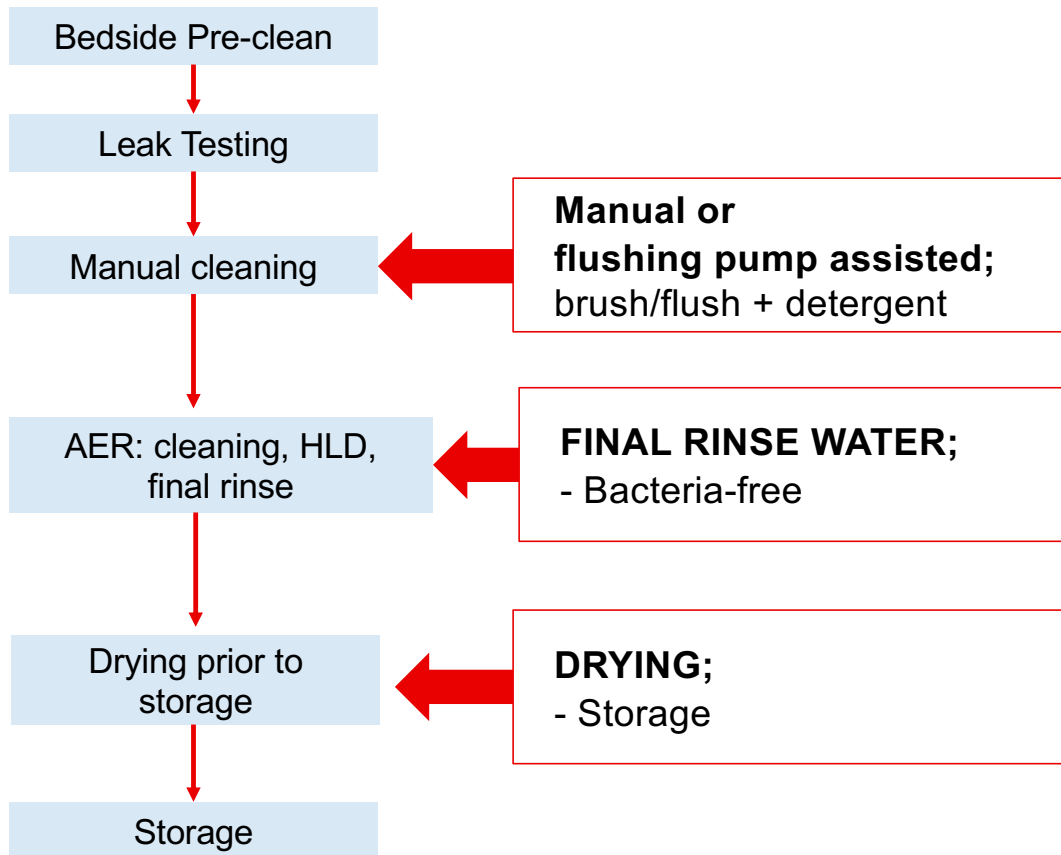 Bedside Pre-clean
Leak Testing
Manual cleaning
Manual or
flushing pump assisted;
brush/flush + detergent
AER: cleaning, HLD,
final rinse
FINAL RINSE WATER;
- Bacteria-free
Drying prior to
storage
DRYING;
- Storage
Storage